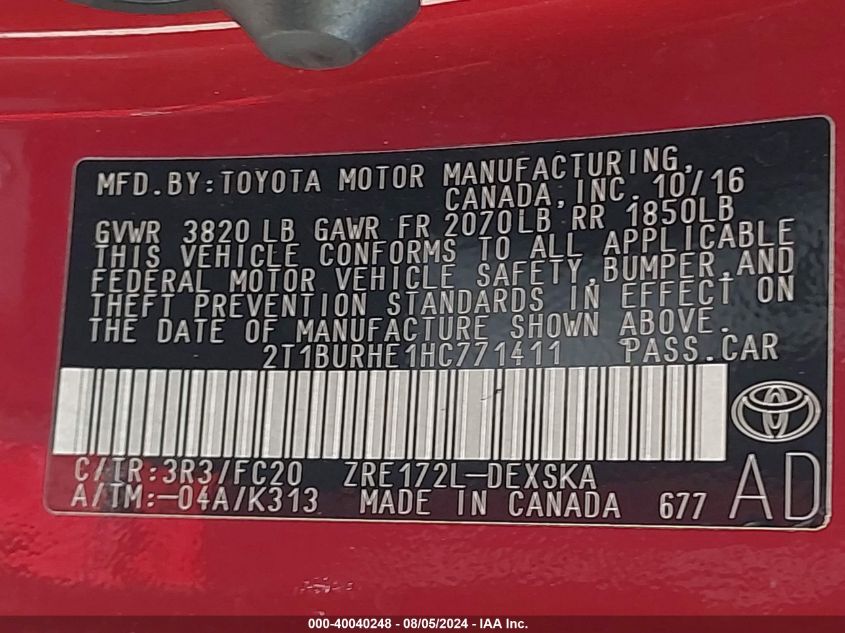 MFD.BY:TOYOTA MOTOR MANUFACTURING,
CANADA, INC. 10/16
GVWR 3820 LB GAWR FR 2070LB RR 1850LB
THIS VEHICLE CONFORMS TO ALL APPLICABLE
FEDERAL MOTOR VEHICLE SAFETY,BUMPER,AND
THEFT PREVENTION STANDARDS IN EFFECT ON
THE DATE OF MANUFACTURE SHOWN ABOVE.
2T1BURHE1HC771411 PASS.CAR
C/TR:3R3/FC20 ZRE172L-DEXSKA
A/TM:-04A/K313 MADE IN CANADA 677 AD
000-40040248 - 08/05/2024 - IAA Inc.